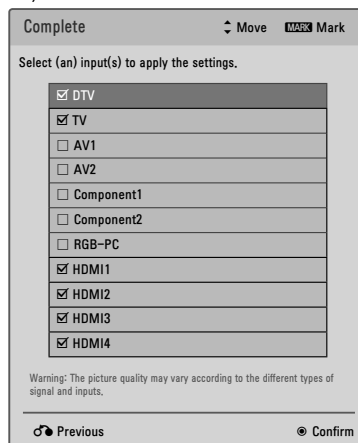 Complete Move MARK Mark
Select (an) input(s) to apply the settings.
☑ DTV
☑ TV
☐ AV1
☐ AV2
☐ Component1
☐ Component2
☐ RGB-PC
☑ HDMI1
☑ HDMI2
☑ HDMI3
☑ HDMI4
Warning: The picture quality may vary according to the different types of
signal and inputs.
Previous ◉ Confirm